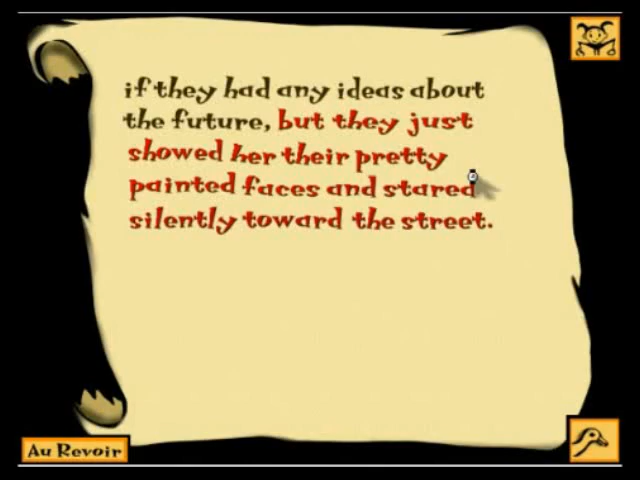 if they had any ideas about
the future, but they just
showed her their pretty
painted faces and stared
silently toward the street.
Au Revoir